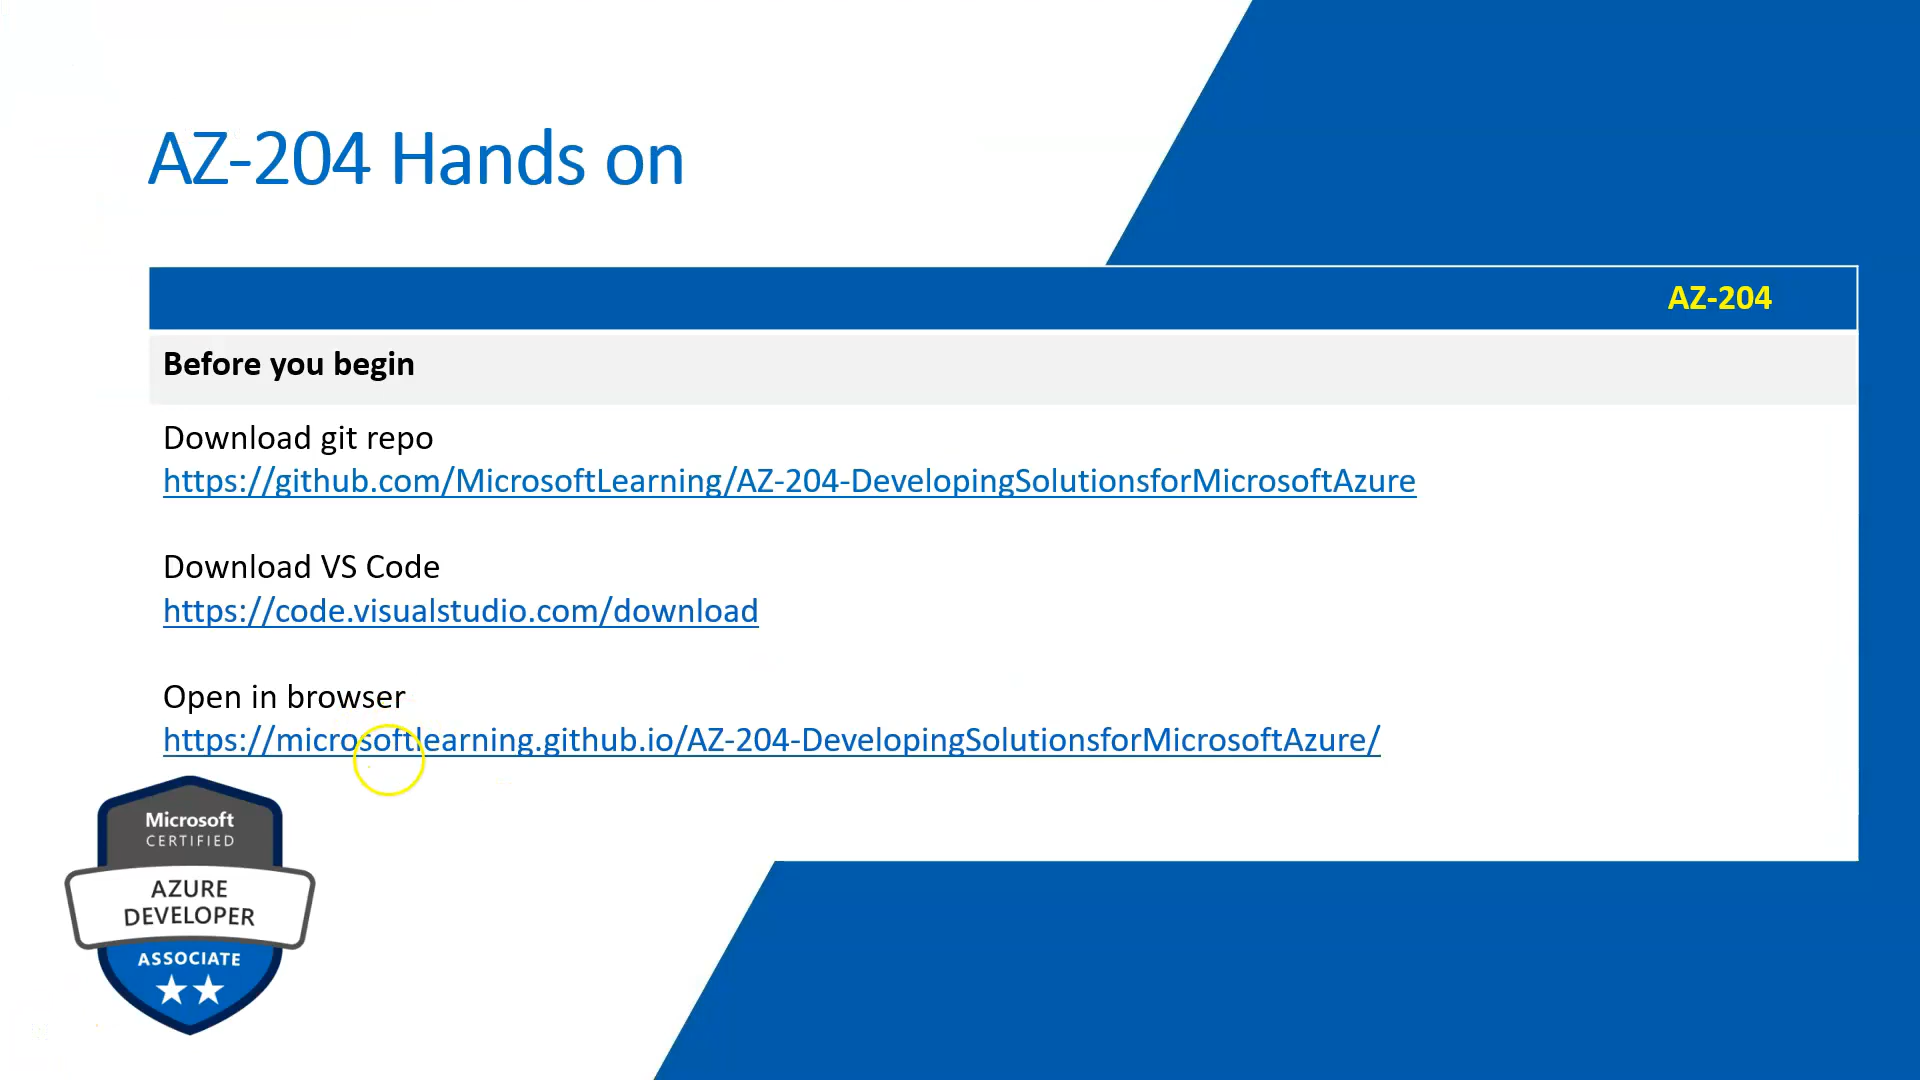 AZ-204 Hands on
AZ-204
Before you begin
Download git repo
https://github.com/MicrosoftLearning/AZ-204-DevelopingSolutionsforMicrosoftAzure
Download VS Code
https://code.visualstudio.com/download
Open in browser
https://microsoftlearning.github.io/AZ-204-DevelopingSolutionsforMicrosoftAzure/
Microsoft
CERTIFIED
AZURE
DEVELOPER
ASSOCIATE